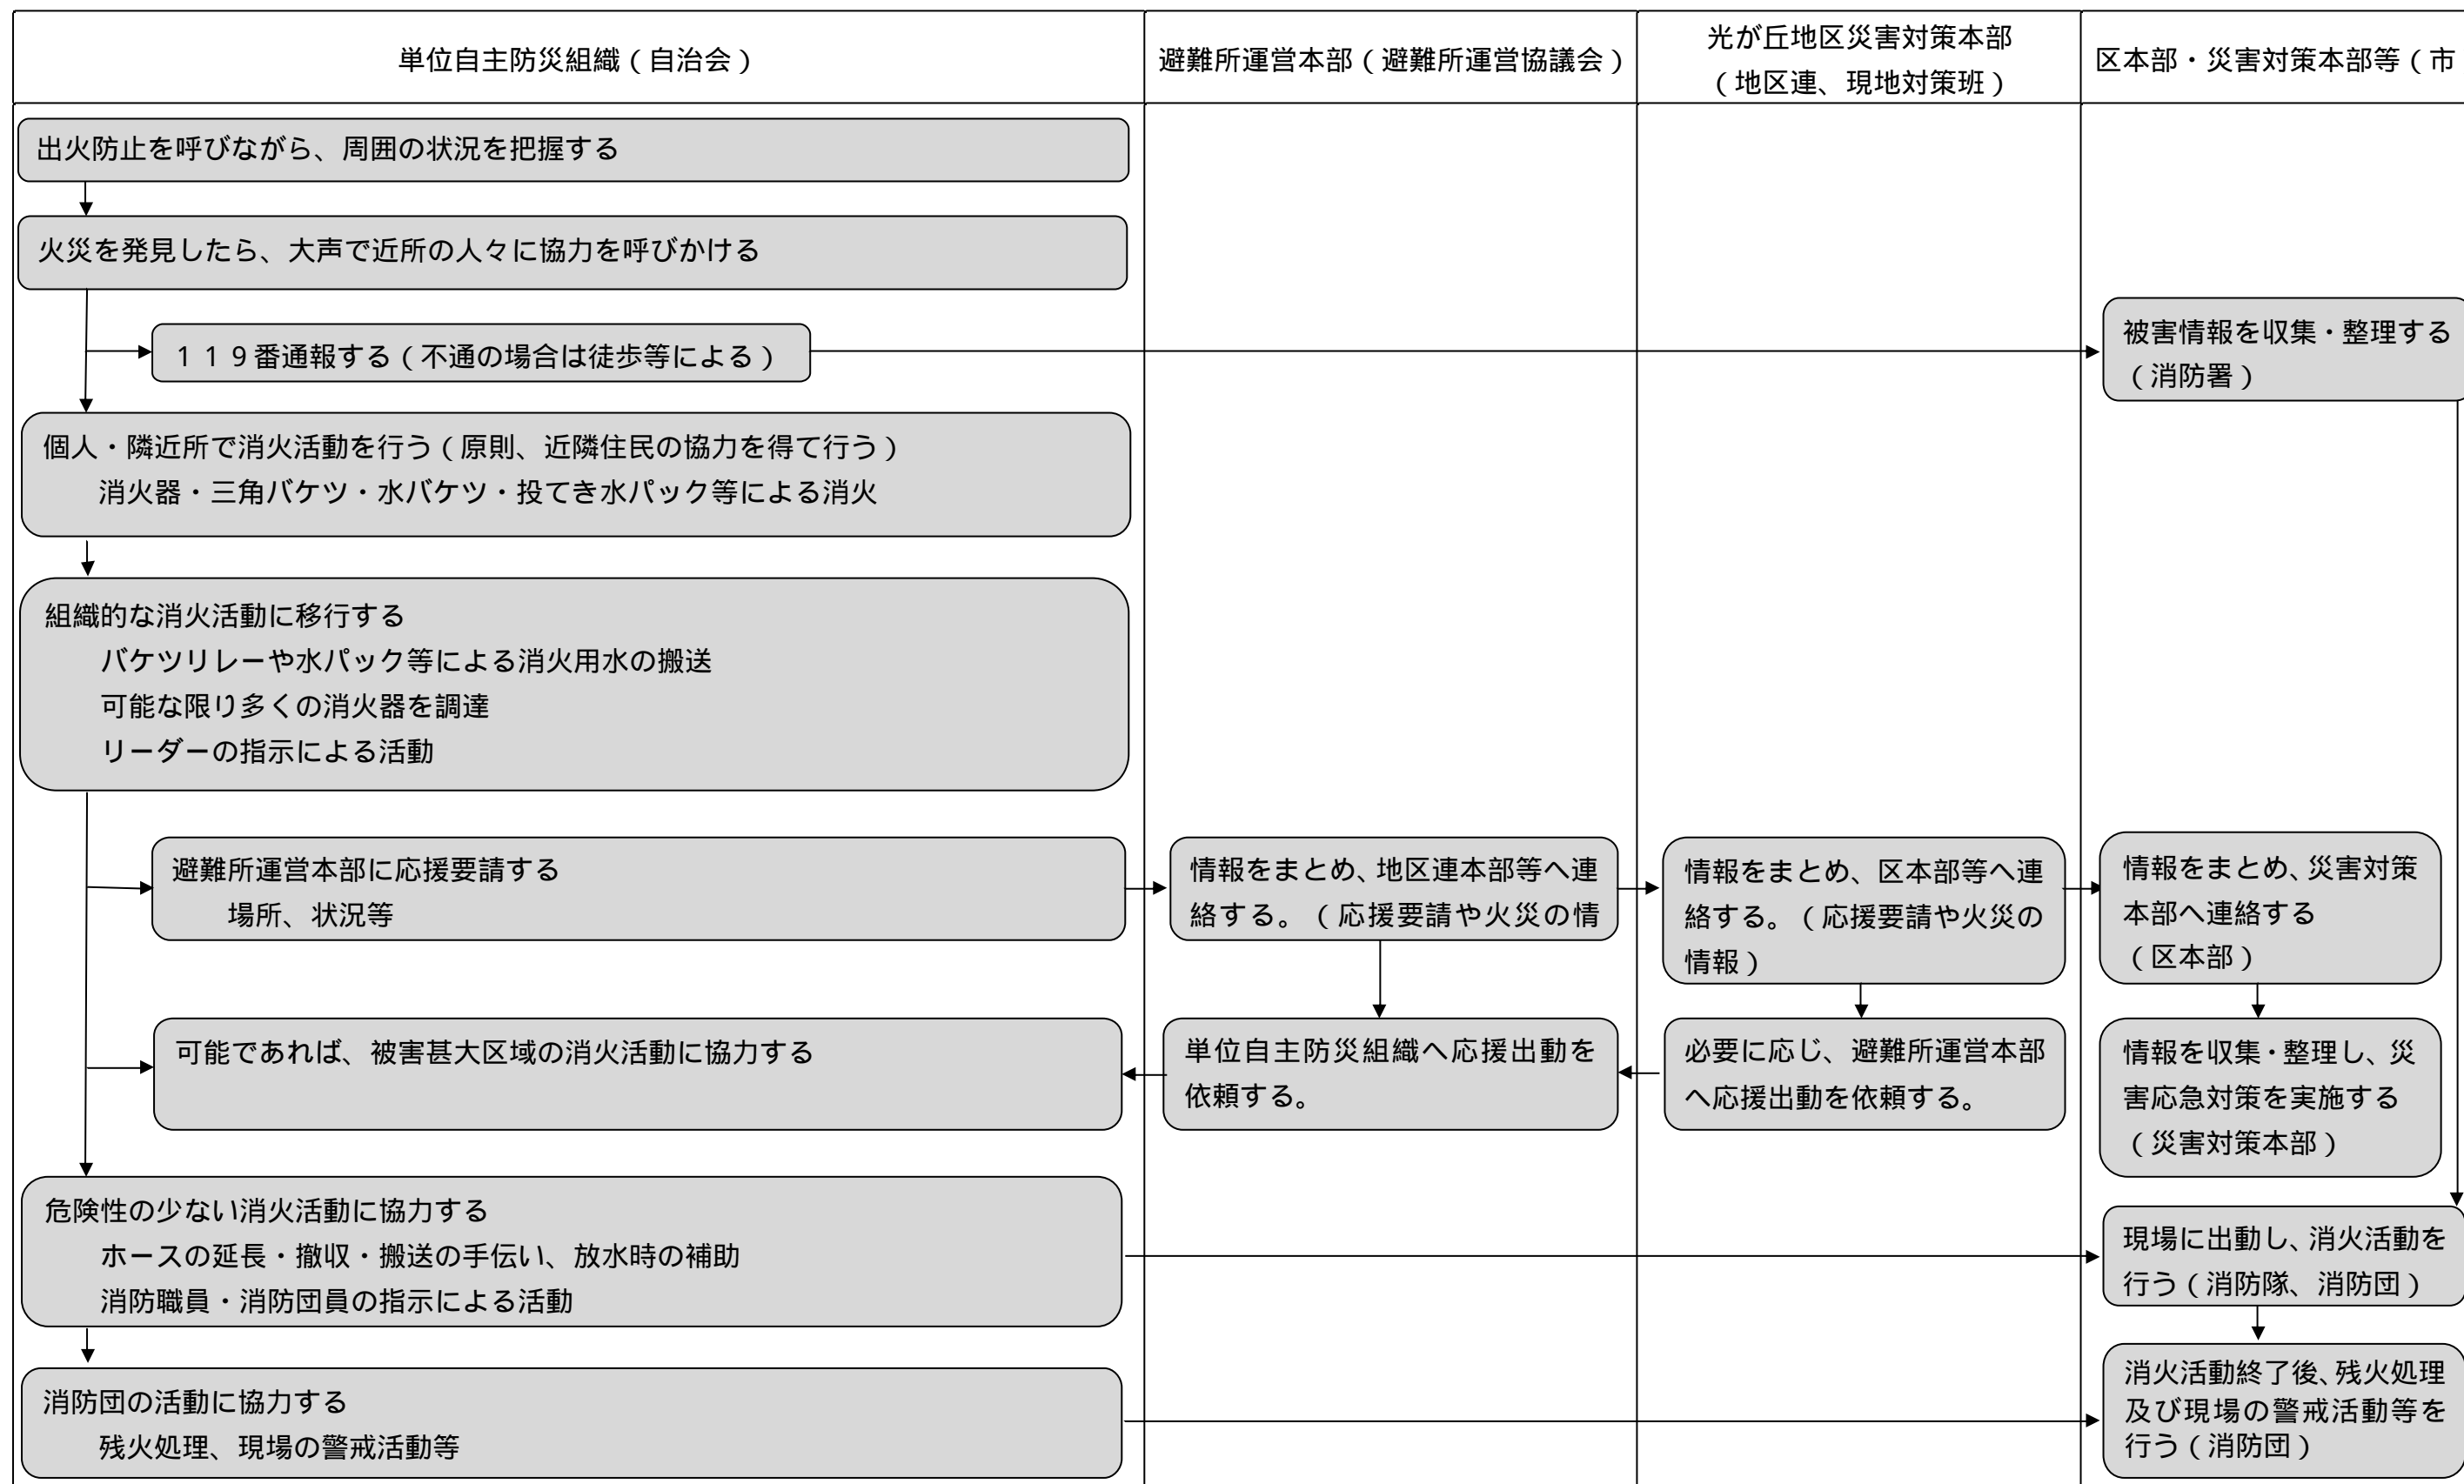 単位自主防災組織（自治会）
避難所運営本部（避難所運営協議会）
光が丘地区災害対策本部
（地区連、現地対策班）
区本部・災害対策本部等（市
出火防止を呼びながら、周囲の状況を把握する
火災を発見したら、大声で近所の人々に協力を呼びかける
１１９番通報する（不通の場合は徒歩等による）
被害情報を収集・整理する
（消防署）
個人・隣近所で消火活動を行う（原則、近隣住民の協力を得て行う）
消火器・三角バケツ・水バケツ・投てき水パック等による消火
組織的な消火活動に移行する
バケツリレーや水パック等による消火用水の搬送
可能な限り多くの消火器を調達
リーダーの指示による活動
避難所運営本部に応援要請する
場所、状況等
情報をまとめ、地区連本部等へ連
絡する。（応援要請や火災の情
情報をまとめ、区本部等へ連
絡する。（応援要請や火災の
情報）
情報をまとめ、災害対策
本部へ連絡する
（区本部）
可能であれば、被害甚大区域の消火活動に協力する
単位自主防災組織へ応援出動を
依頼する。
必要に応じ、避難所運営本部
へ応援出動を依頼する。
情報を収集・整理し、災
害応急対策を実施する
（災害対策本部）
危険性の少ない消火活動に協力する
ホースの延長・撤収・搬送の手伝い、放水時の補助
消防職員・消防団員の指示による活動
現場に出動し、消火活動を
行う（消防隊、消防団）
消防団の活動に協力する
残火処理、現場の警戒活動等
消火活動終了後、残火処理
及び現場の警戒活動等を
行う（消防団）